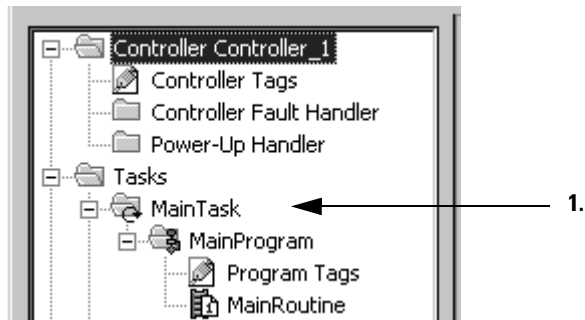 Controller Controller_1
Controller Tags
Controller Fault Handler
Power-Up Handler
Tasks
MainTask
1.
MainProgram
Program Tags
MainRoutine